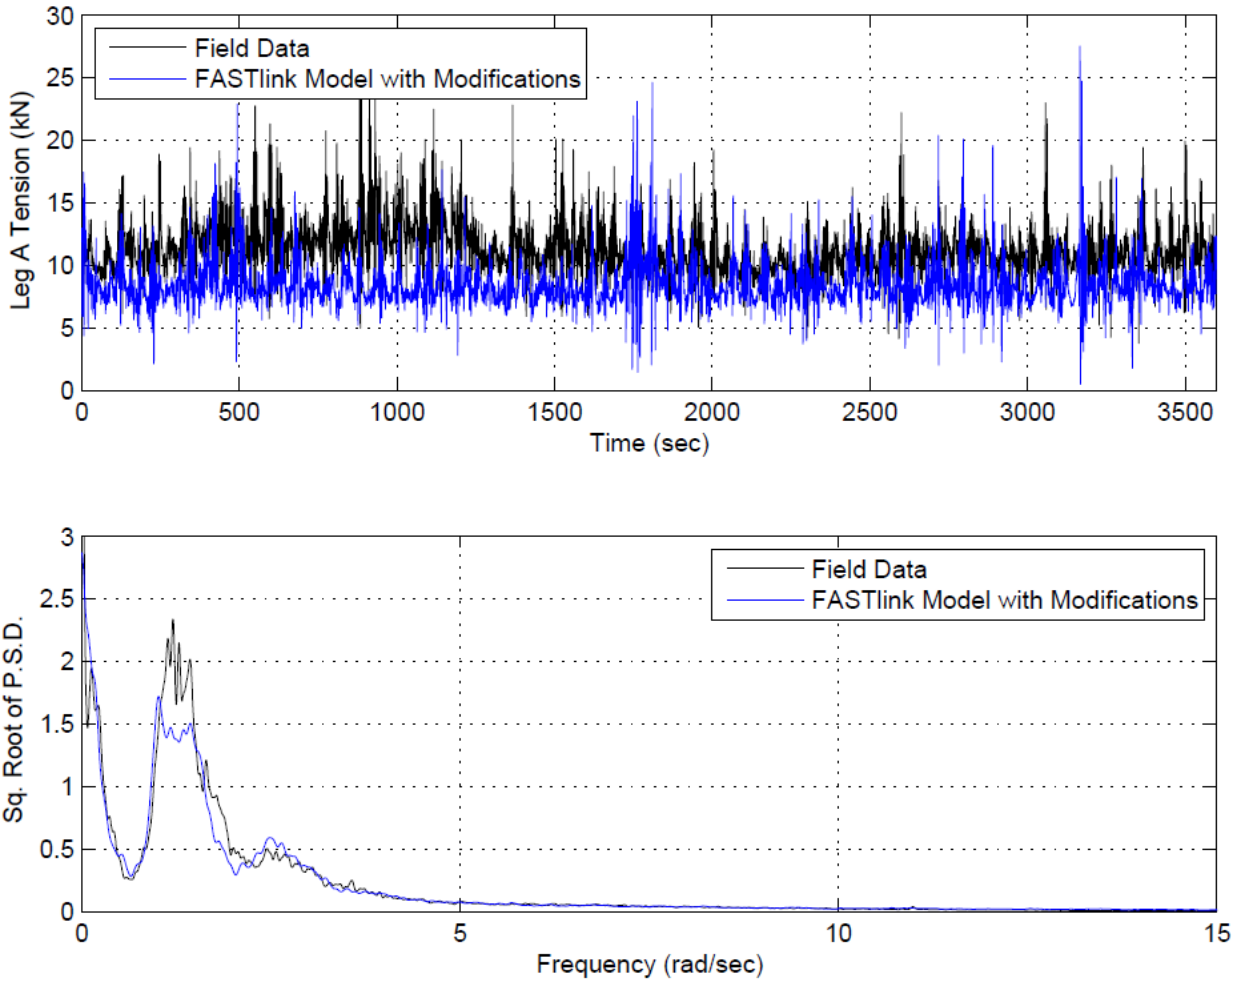 30
25
20
15
10
5
0
Leg A Tension (kN)
Field Data
FASTlink Model with Modifications
0 500 1000 1500 2000 2500 3000 3500
Time (sec)
3
2.5
2
1.5
1
0.5
0
Sq. Root of P.S.D.
Field Data
FASTlink Model with Modifications
0 5 10 15
Frequency (rad/sec)